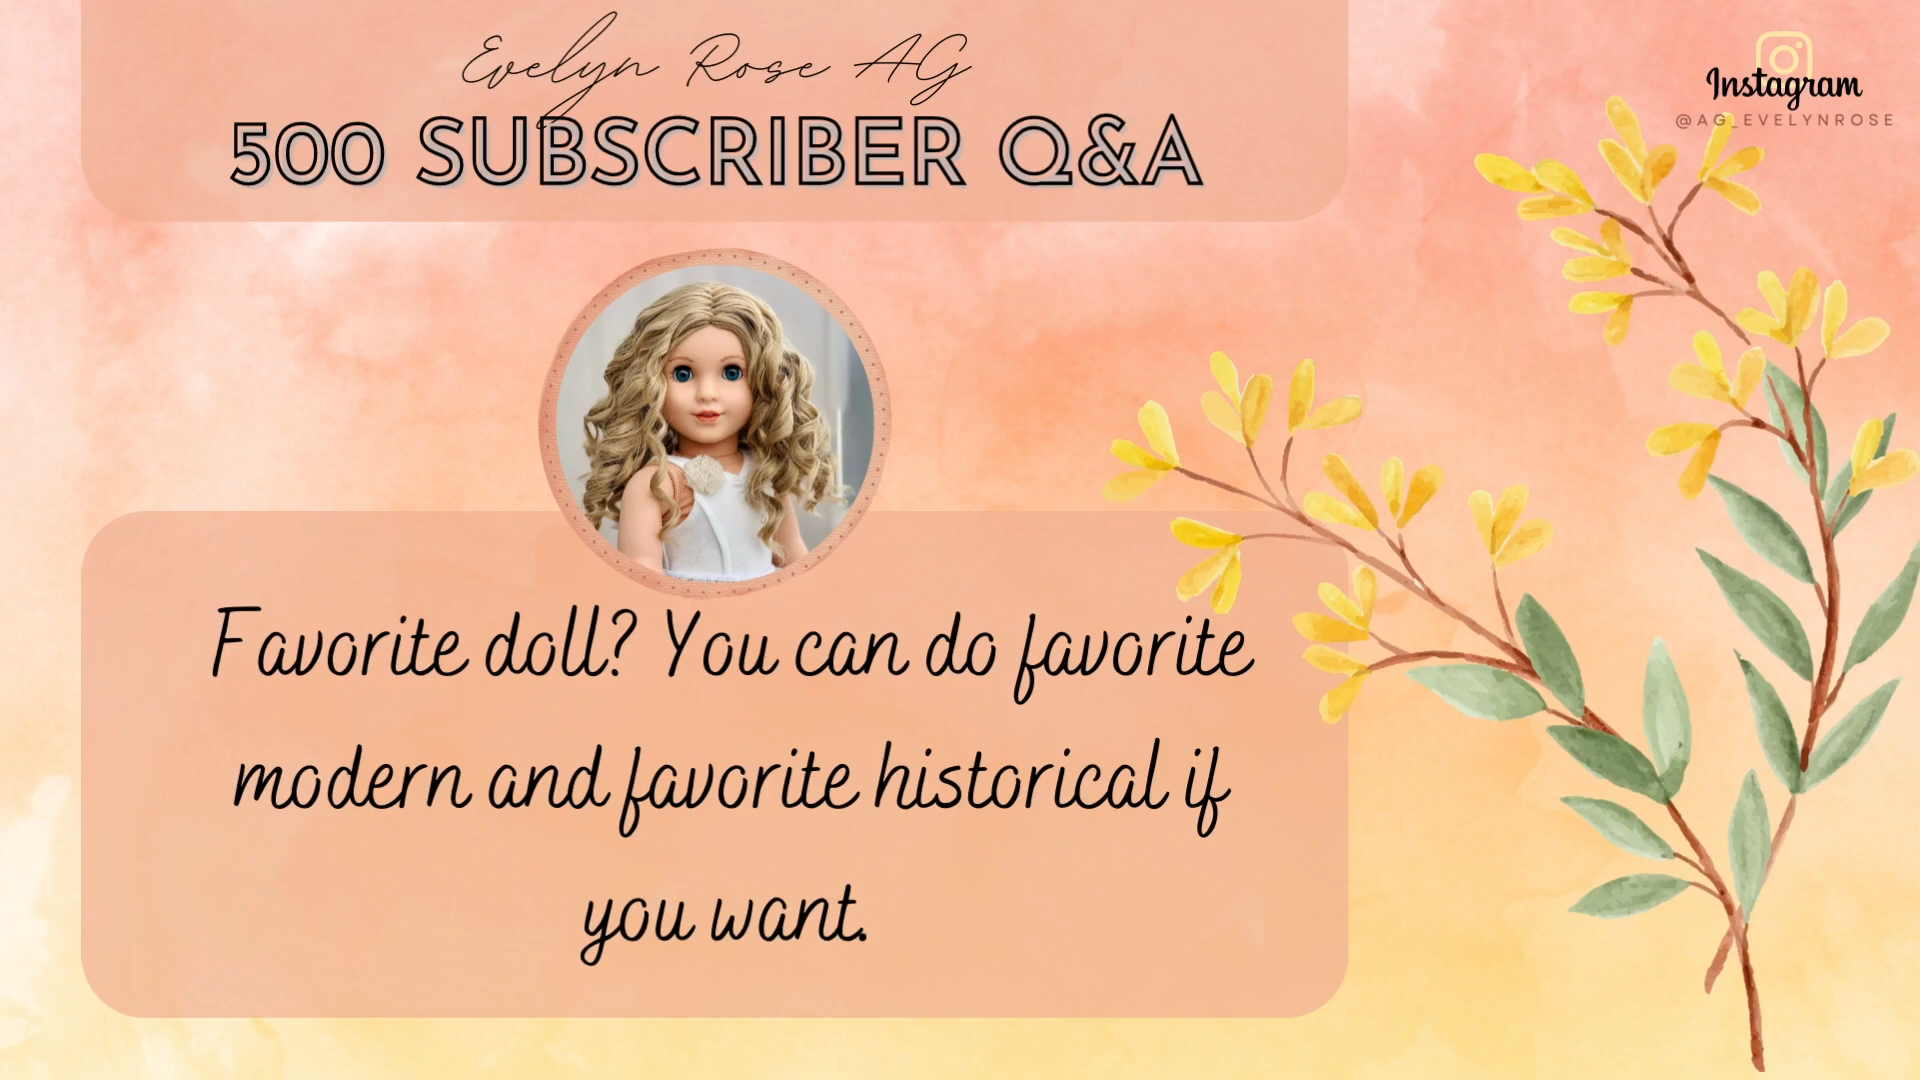 Evelyn Rose AG
500 SUBSCRIBER Q&A
Instagram
@AG_EVELYNROSE
Favorite doll? You can do favorite
modern and favorite historical if
you want.